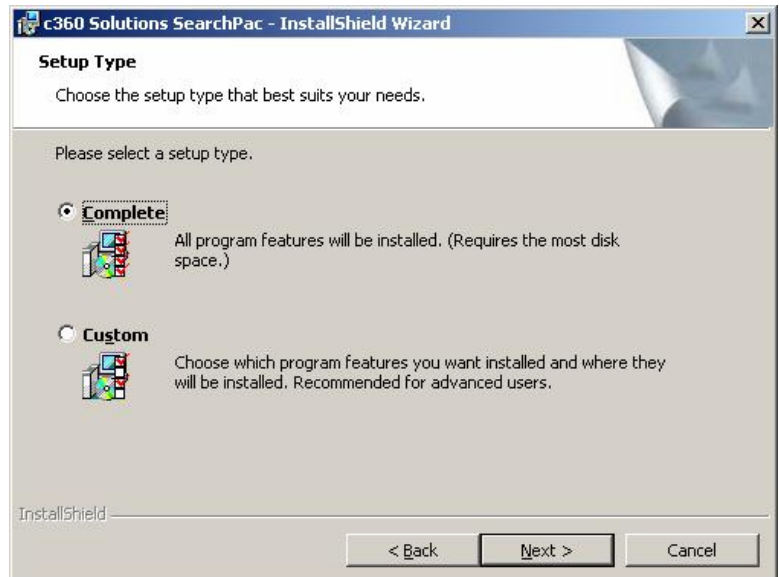 c360 Solutions SearchPac - InstallShield Wizard
Setup Type
Choose the setup type that best suits your needs.
Please select a setup type.
Complete
All program features will be installed. (Requires the most disk
space.)
Custom
Choose which program features you want installed and where they
will be installed. Recommended for advanced users.
InstallShield
< Back Next > Cancel